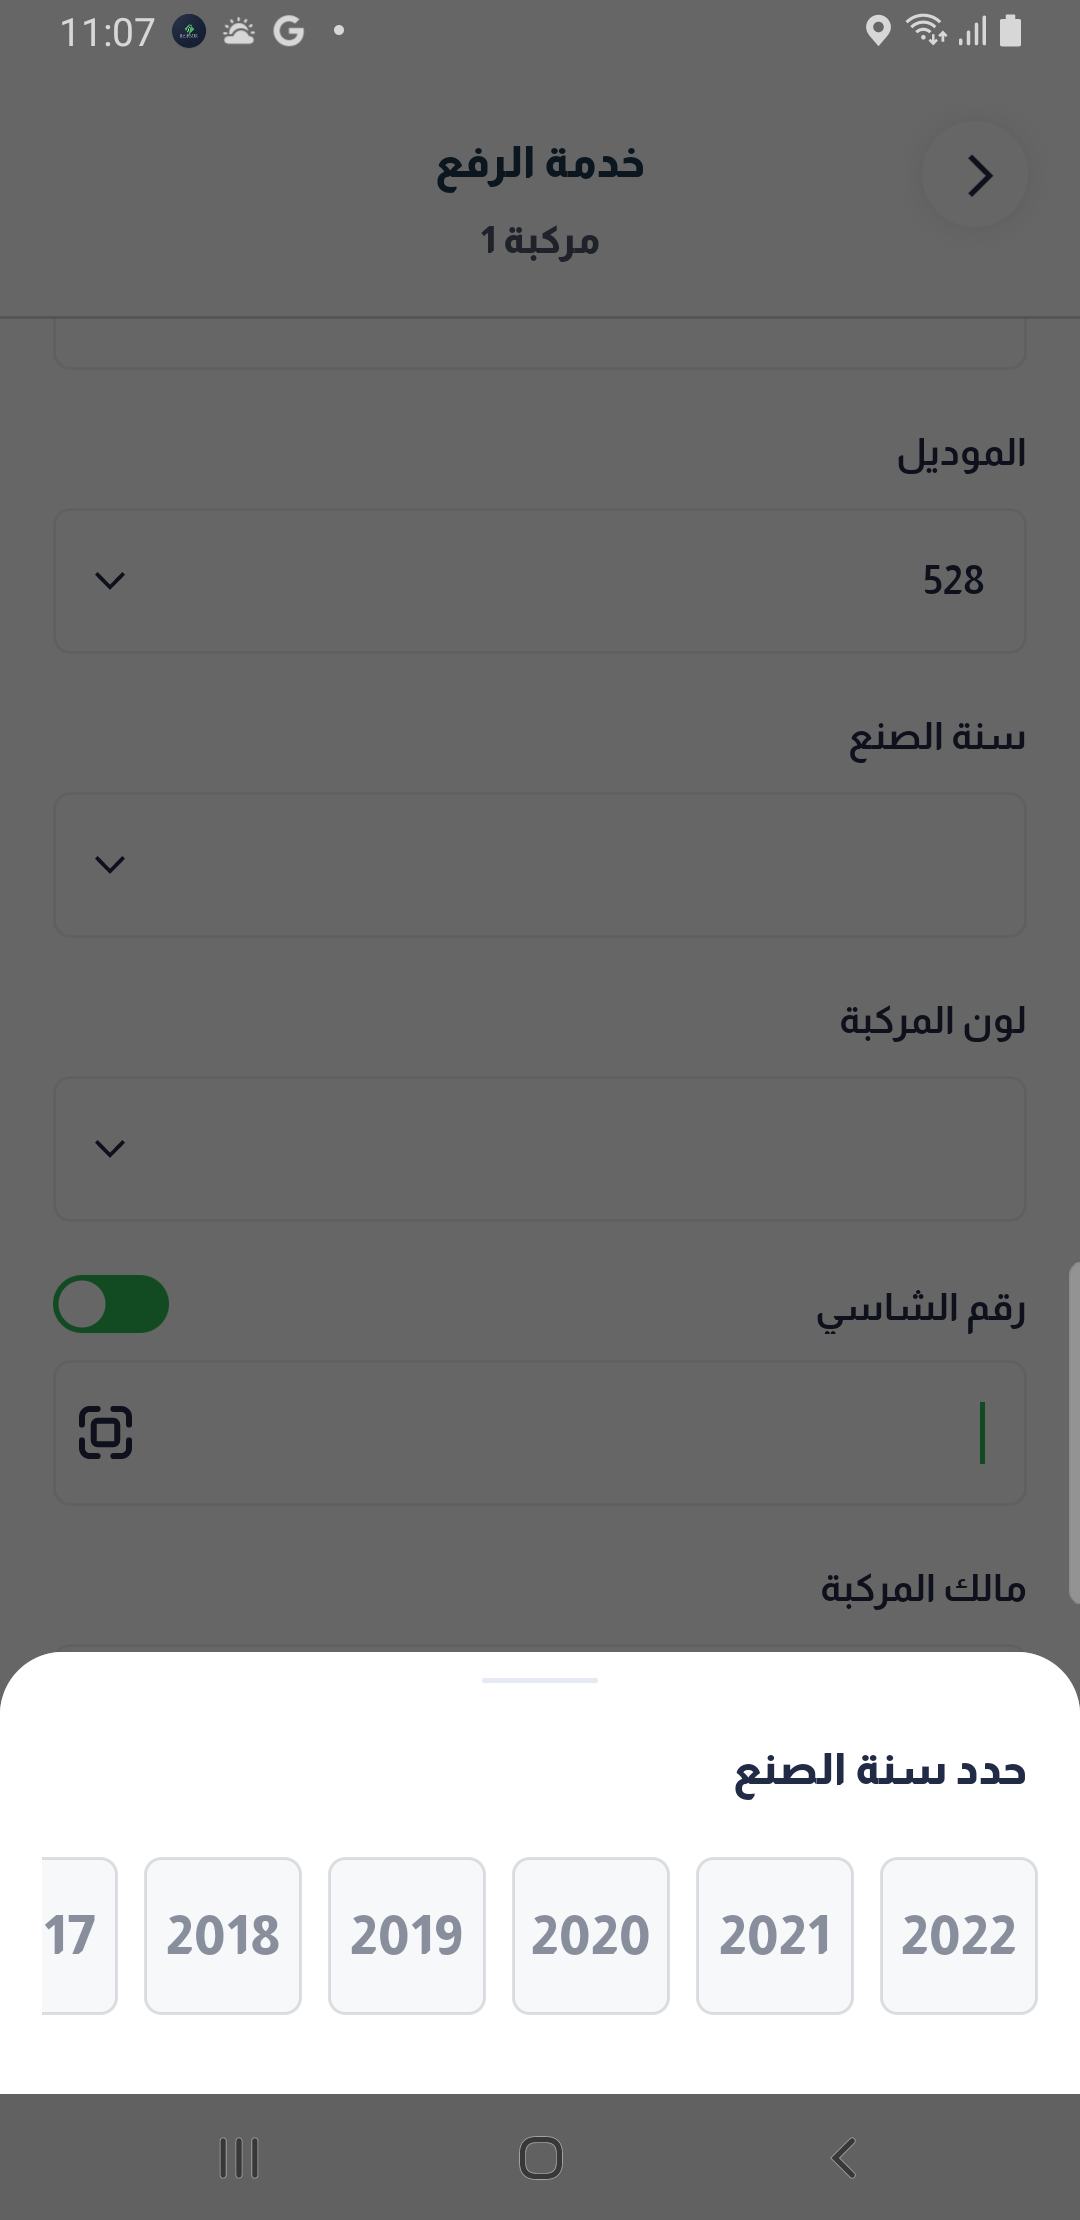 11:07
خدمة الرفع
مركبة 1
الموديل
528
سنة الصنع
لون المركبة
رقم الشاسي
مالك المركبة
حدد سنة الصنع
2022 2021 2020 2019 2018 17